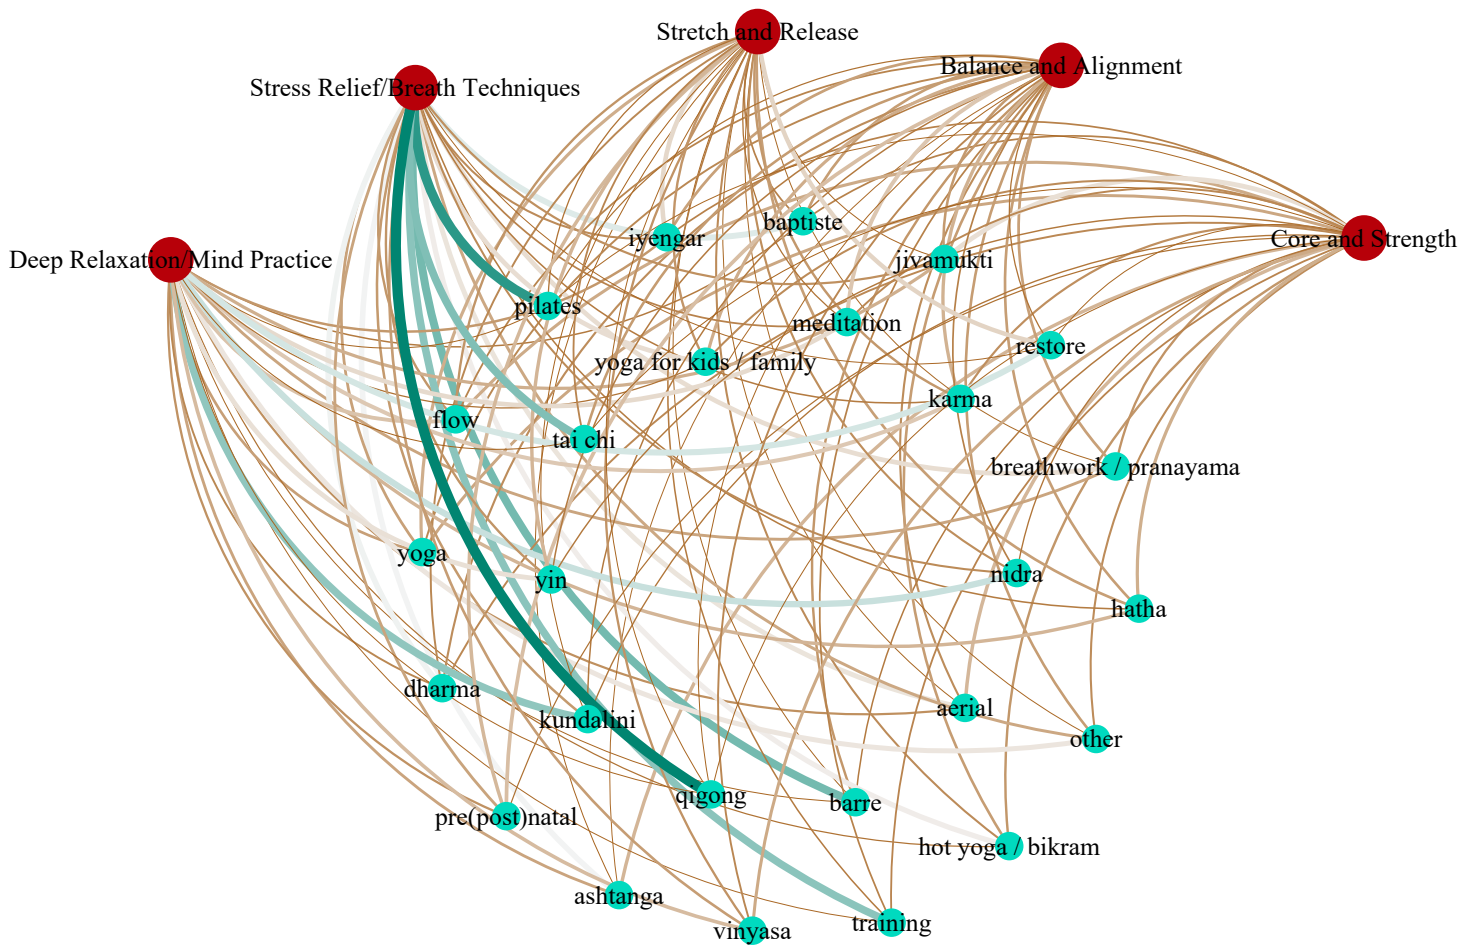 Stretch and Release
Balance and Alignment
Stress Relief/Breath Techniques
baptiste
iyengar
Core and Strength
Deep Relaxation/Mind Practice
jivamukti
pilates
meditation
restore
yoga for kids / family
karma
flow
tai chi
breathwork / pranayama
yoga
nidra
yin
hatha
dharma
aerial
kundalini
other
qigong
barre
pre(post)natal
hot yoga / bikram
ashtanga
training
vinyasa